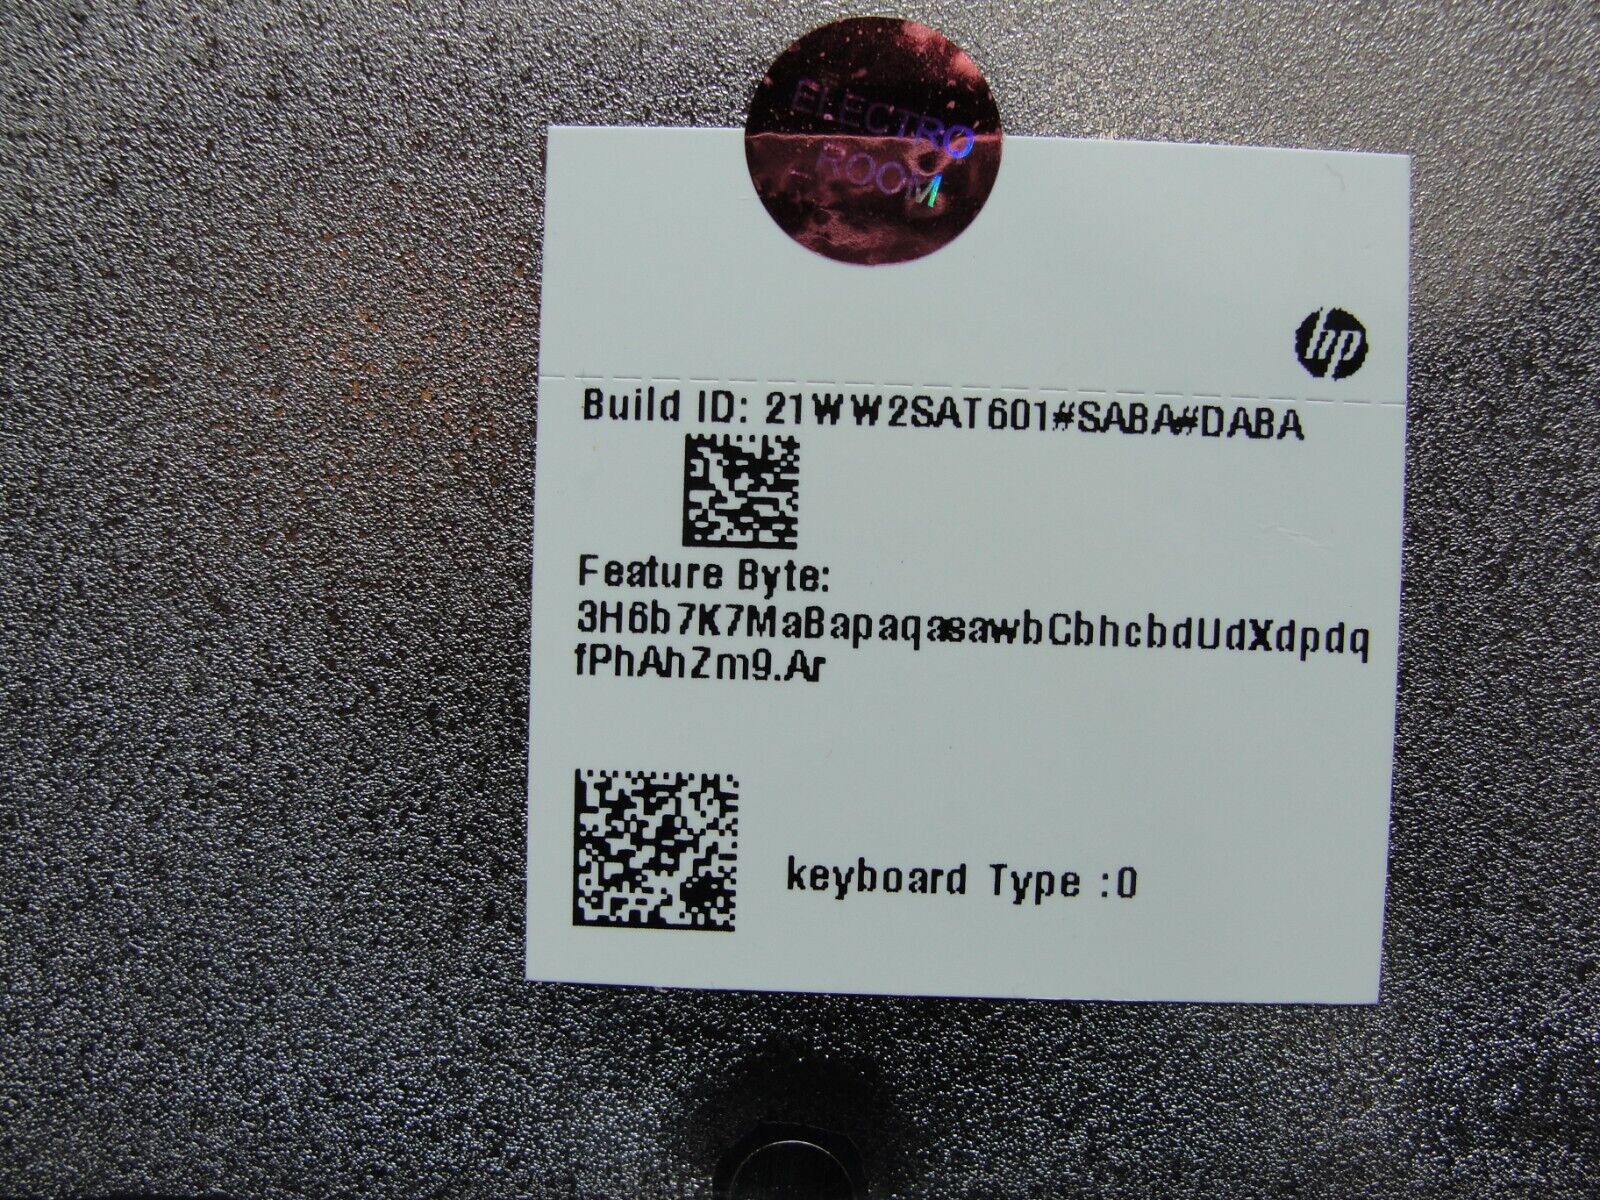 ELECTRO
ROOM
hp
Build ID: 21WW2SAT601#SABA#DABA
Feature Byte:
3H6b7K7MaBapaqasawbCbhcbdUdXdpdq
fPhAhZm9.Ar
keyboard Type :0